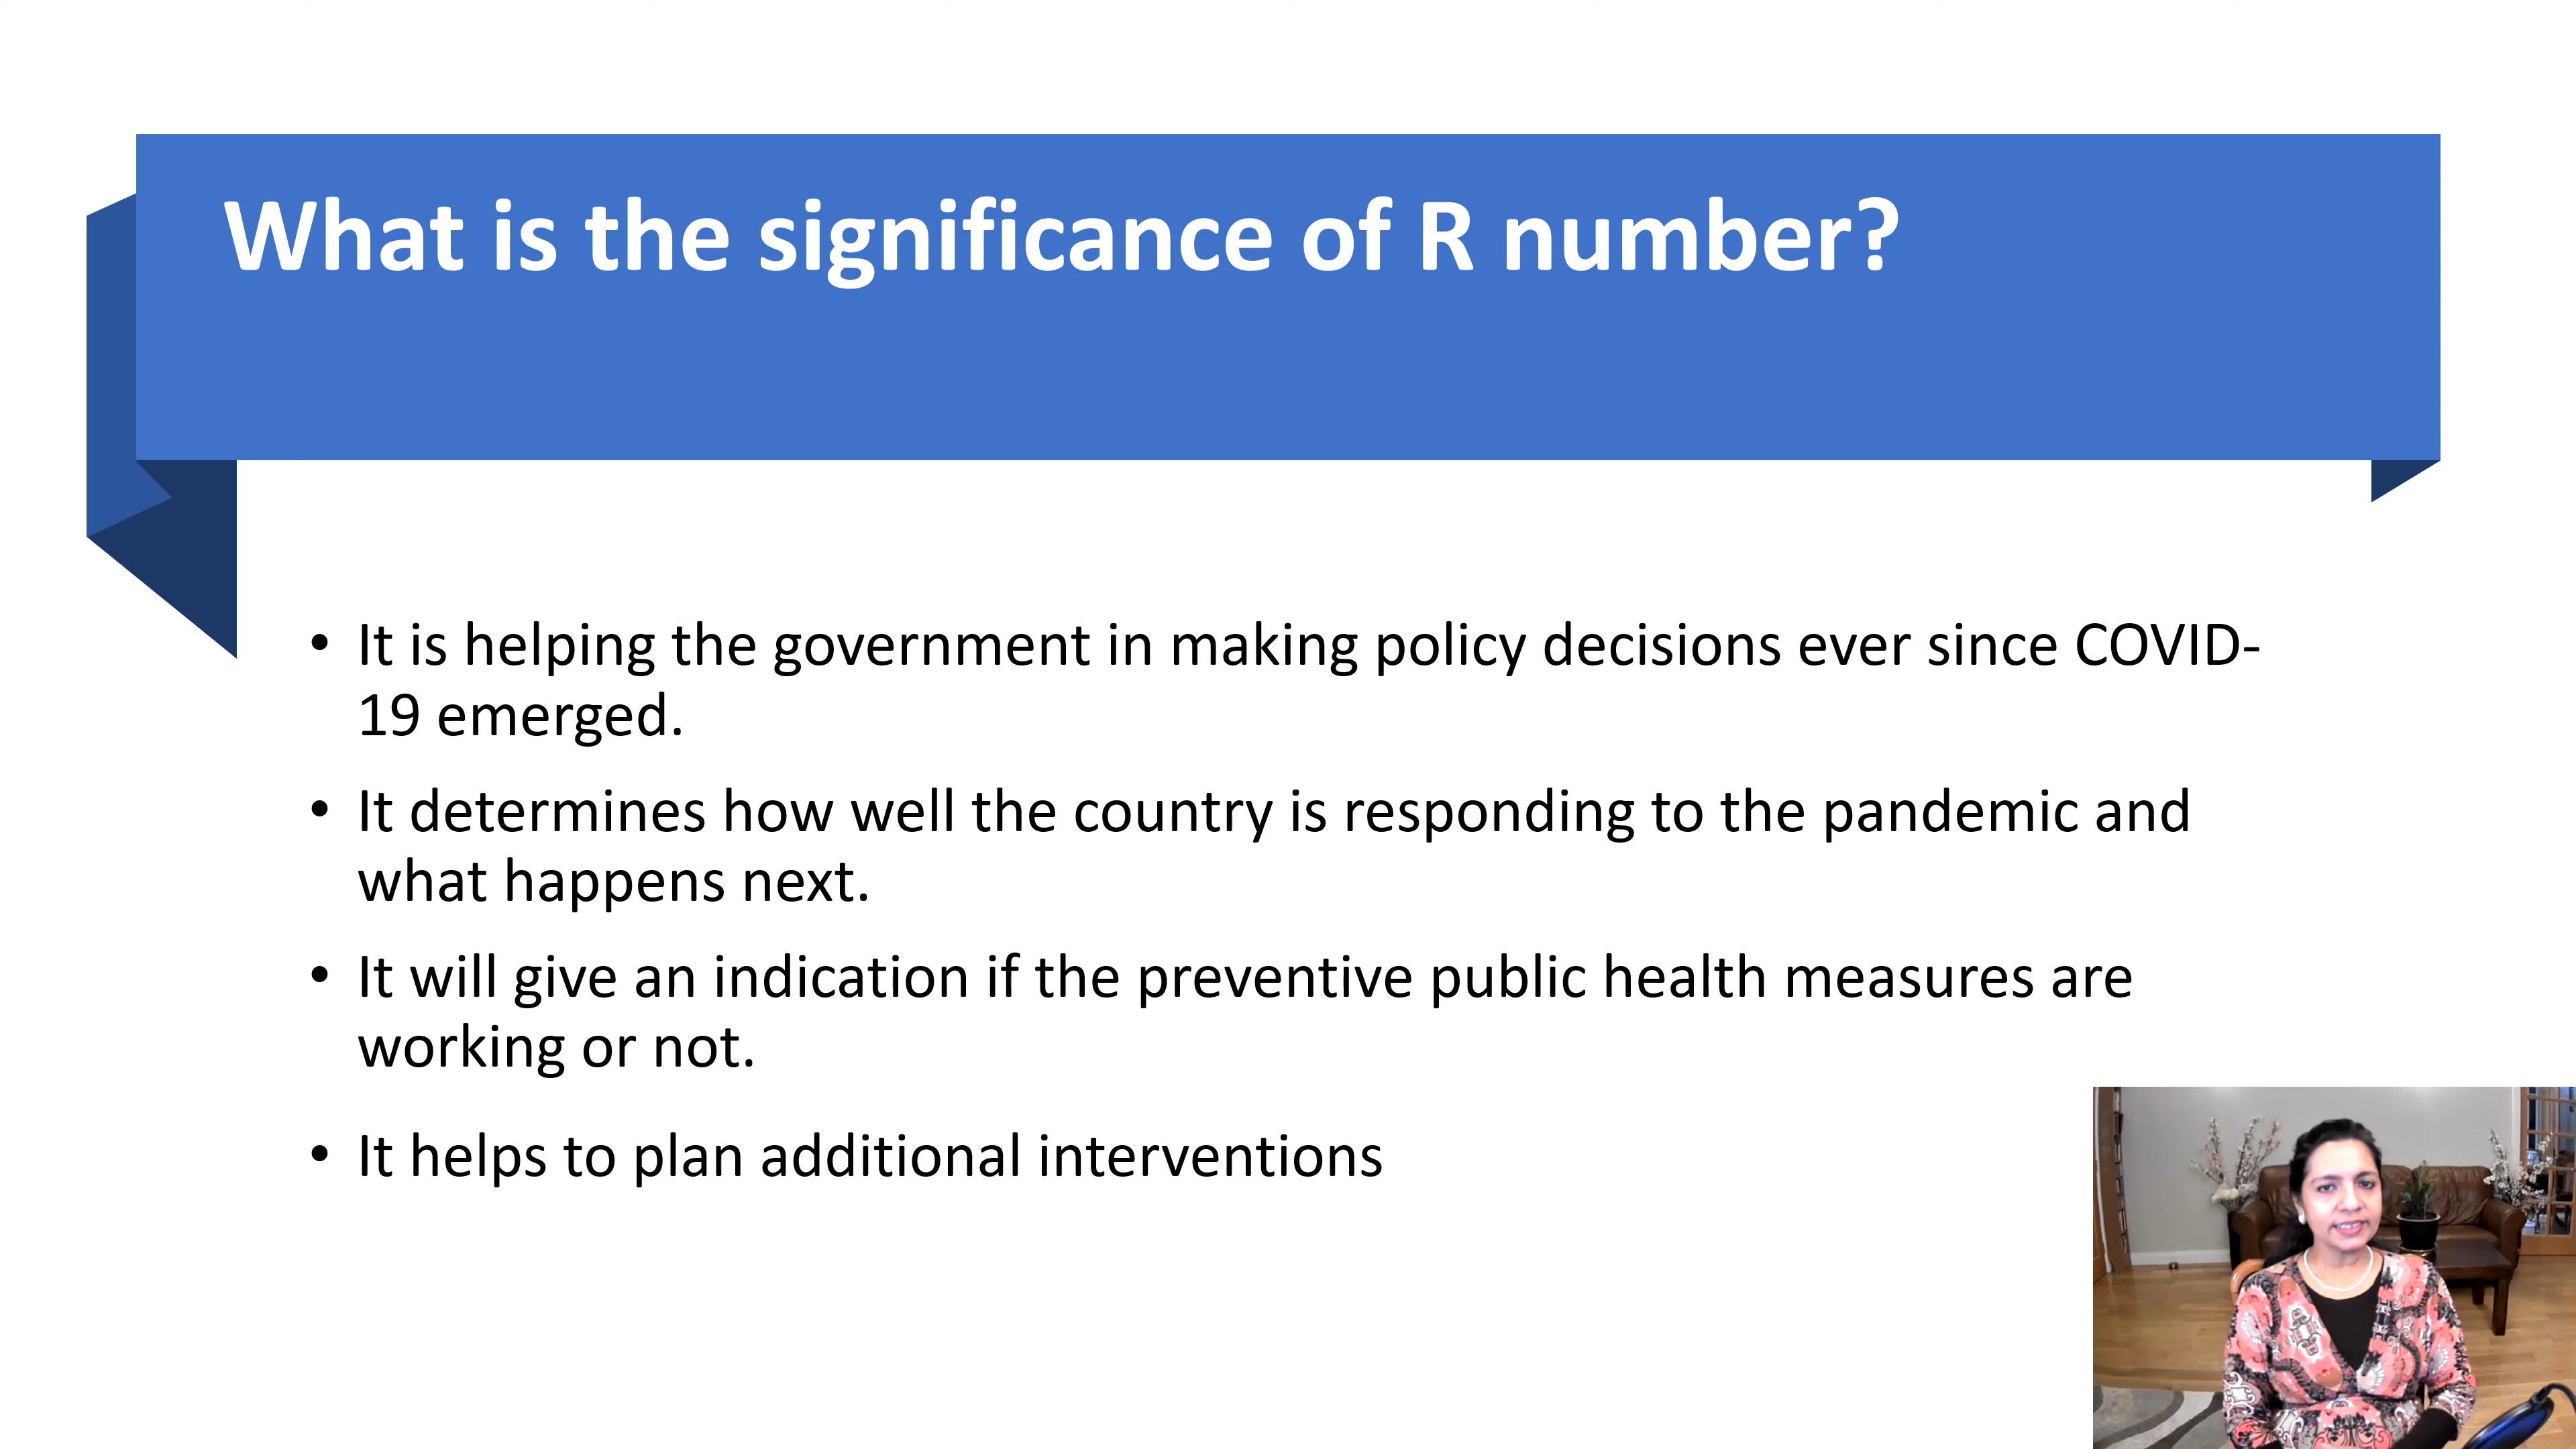 What is the significance of R number?
• It is helping the government in making policy decisions ever since COVID-
19 emerged.
• It determines how well the country is responding to the pandemic and
what happens next.
• It will give an indication if the preventive public health measures are
working or not.
• It helps to plan additional interventions